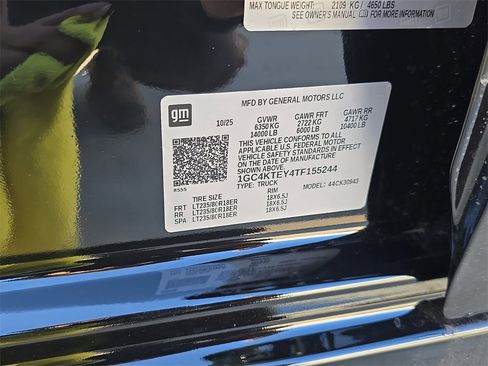 MAX TONGUE WEIGHT: 2109 KG / 4650 LBS
SEE OWNER'S MANUAL FOR MORE INFORMATION
gm
MFD BY GENERAL MOTORS LLC
10/25 GVWR GAWR FRT GAWR RR
6350 KG 2722 KG 4717 KG
14000 LB 6000 LB 10400 LB
THIS VEHICLE CONFORMS TO ALL
APPLICABLE U.S. FEDERAL MOTOR
VEHICLE SAFETY STANDARDS IN EFFECT ON THE
DATE OF MANUFACTURE SHOWN ABOVE.
1GC4KTEY4TF155244
TYPE: TRUCK MODEL: 44CK30943
TIRE SIZE RIM
FRT LT235/80R18ER 18X6.5J
RR LT235/80R18ER 18X6.5J
SPA LT235/80R18ER 18X6.5J